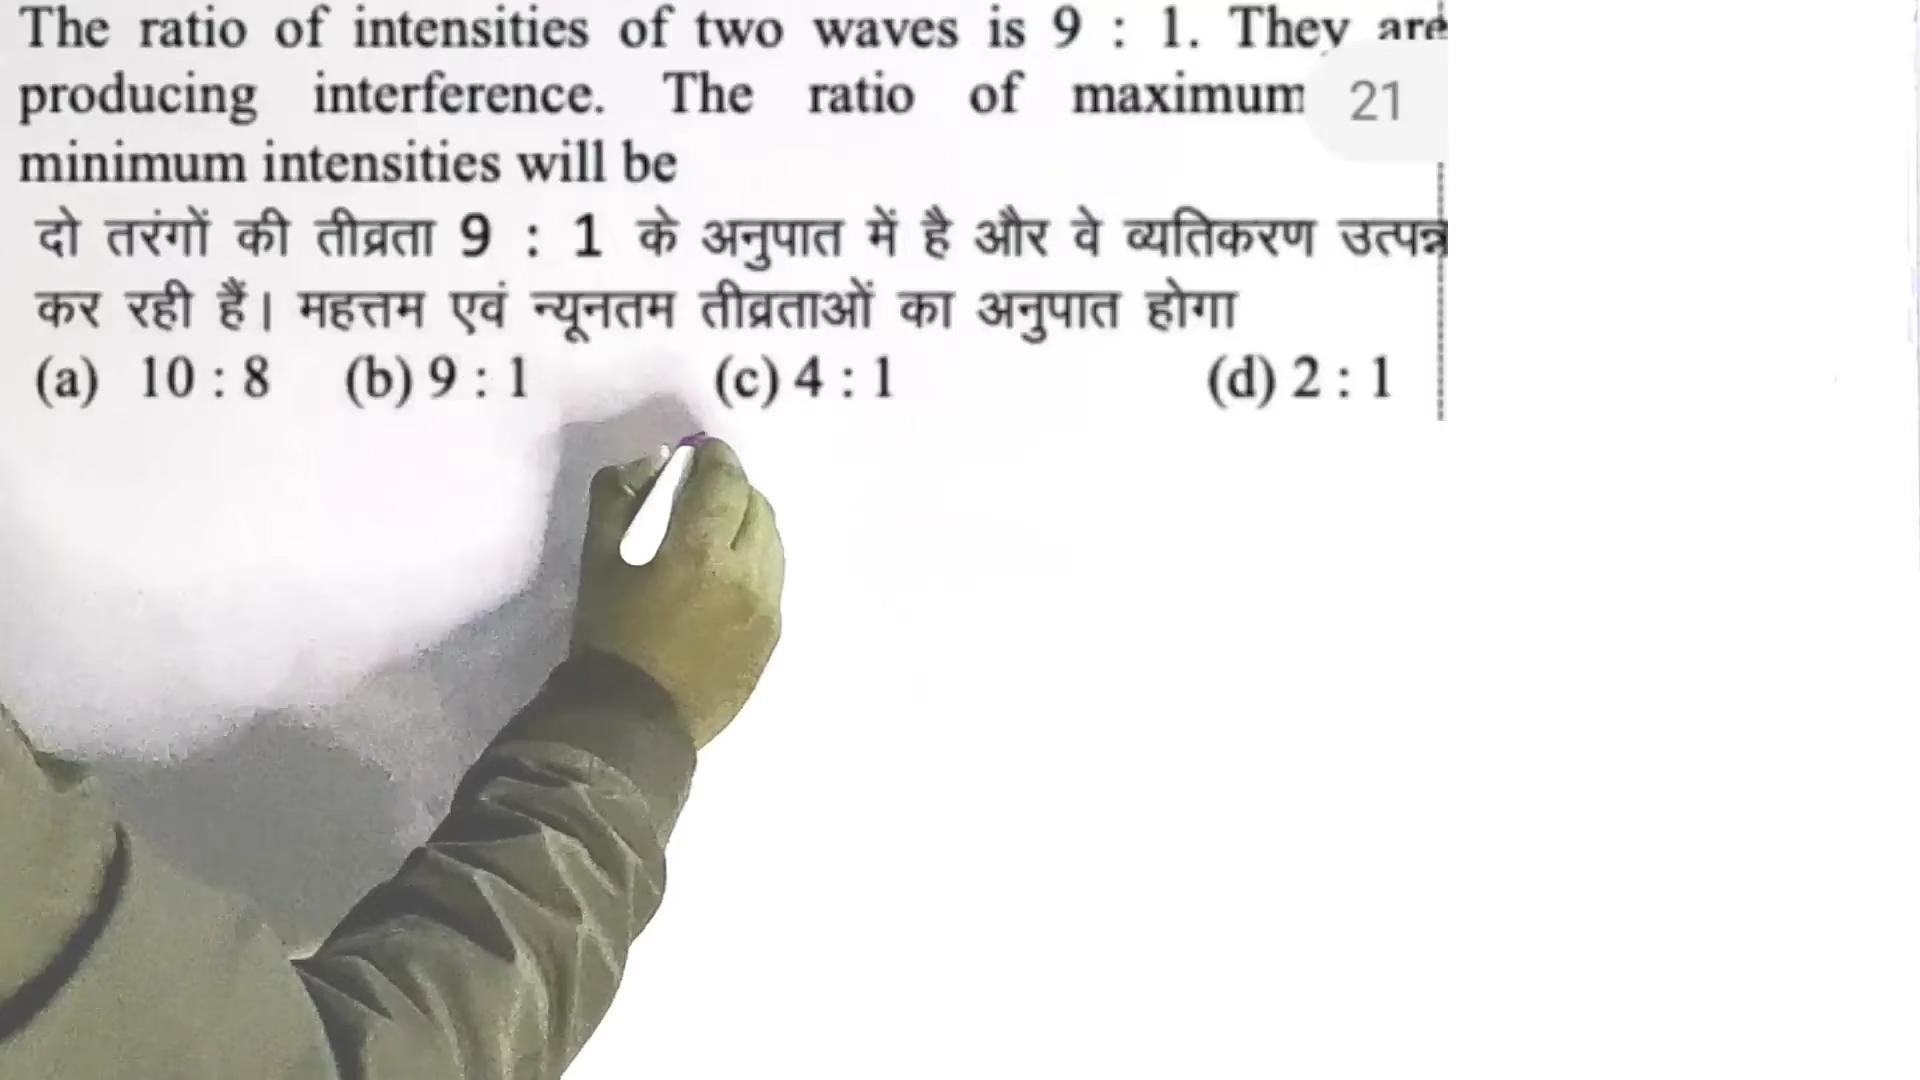 The ratio of intensities of two waves is 9 : 1. They are
producing interference. The ratio of maximum
21
minimum intensities will be
दो तरंगों की तीव्रता 9 : 1 के अनुपात में है और वे व्यतिकरण उत्पन्न
कर रही हैं। महत्तम एवं न्यूनतम तीव्रताओं का अनुपात होगा
(a) 10 : 8 (b) 9 : 1 (c) 4 : 1 (d) 2 : 1